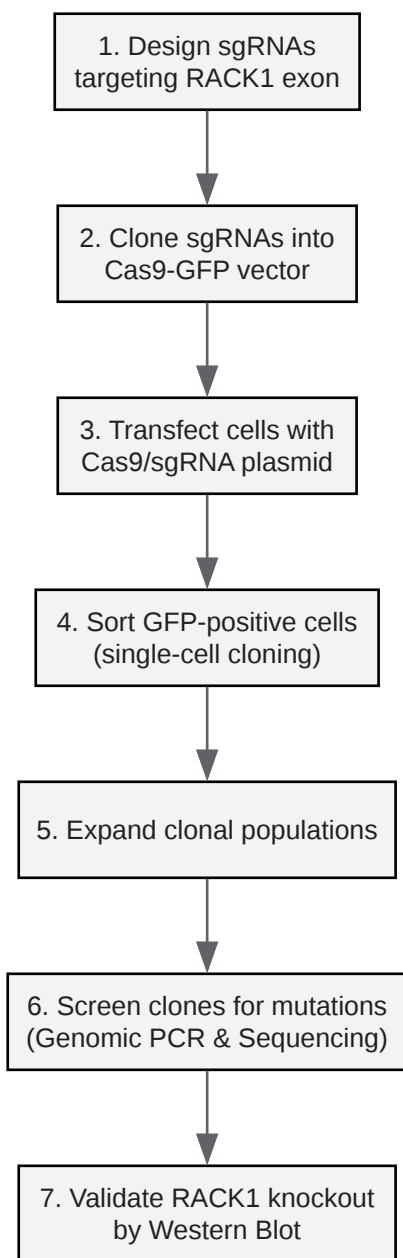 1. Design sgRNAs
targeting RACK1 exon
2. Clone sgRNAs into
Cas9-GFP vector
3. Transfect cells with
Cas9/sgRNA plasmid
4. Sort GFP-positive cells
(single-cell cloning)
5. Expand clonal populations
6. Screen clones for mutations
(Genomic PCR & Sequencing)
7. Validate RACK1 knockout
by Western Blot